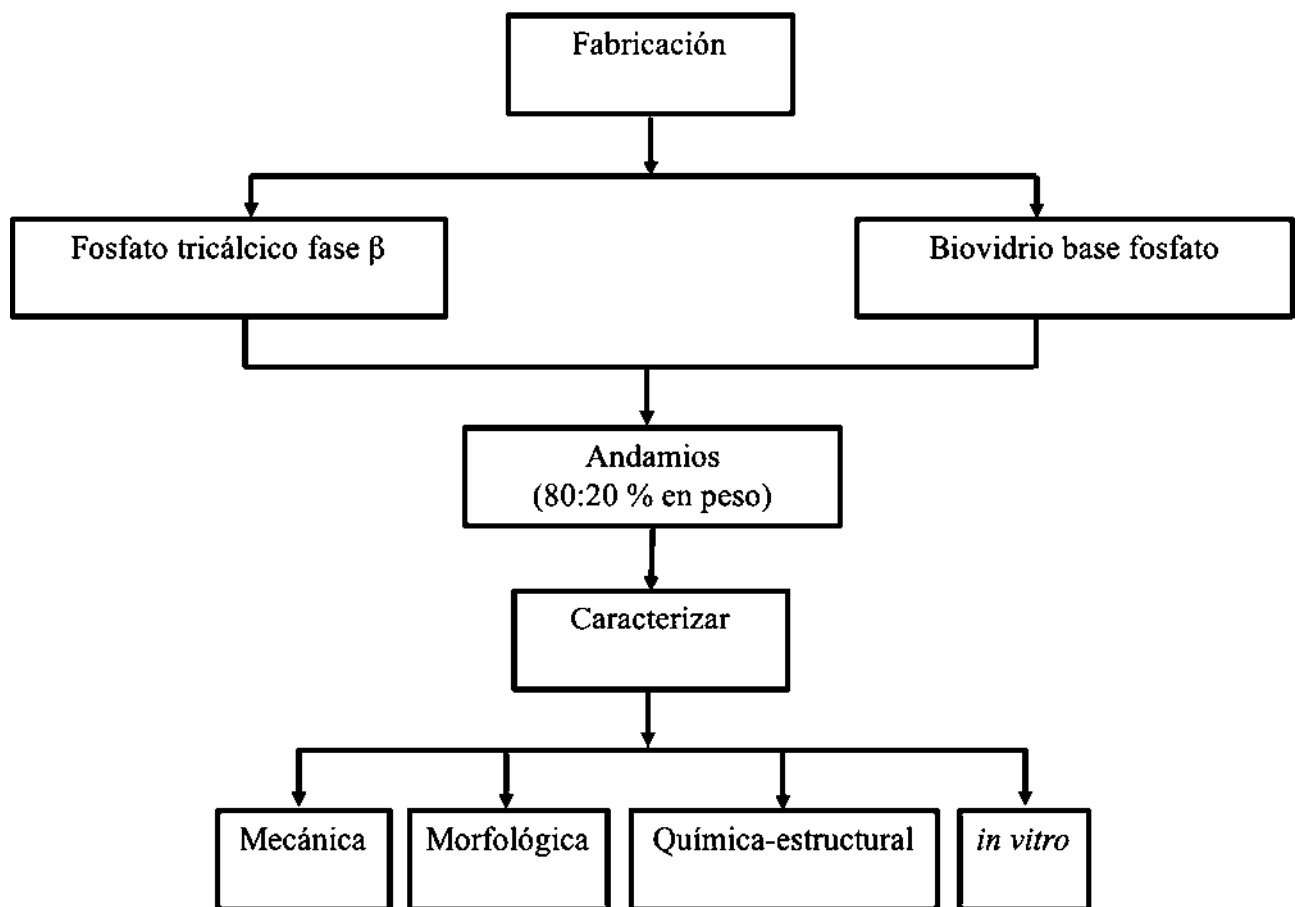 Fabricación
Fosfato tricálcico fase β
Biovidrio base fosfato
Andamios
(80:20 % en peso)
Caracterizar
Mecánica
Morfológica
Química-estructural
in vitro